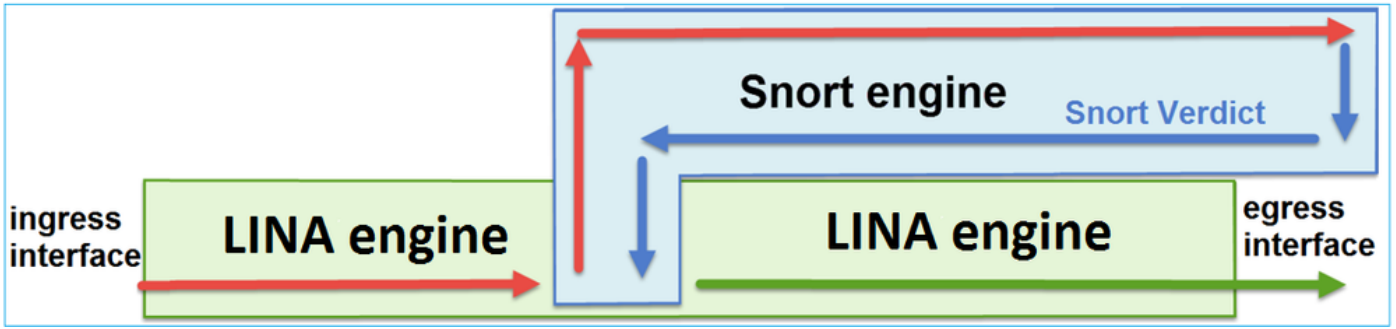 Snort engine
Snort Verdict
ingress
interface
LINA engine
LINA engine
egress
interface